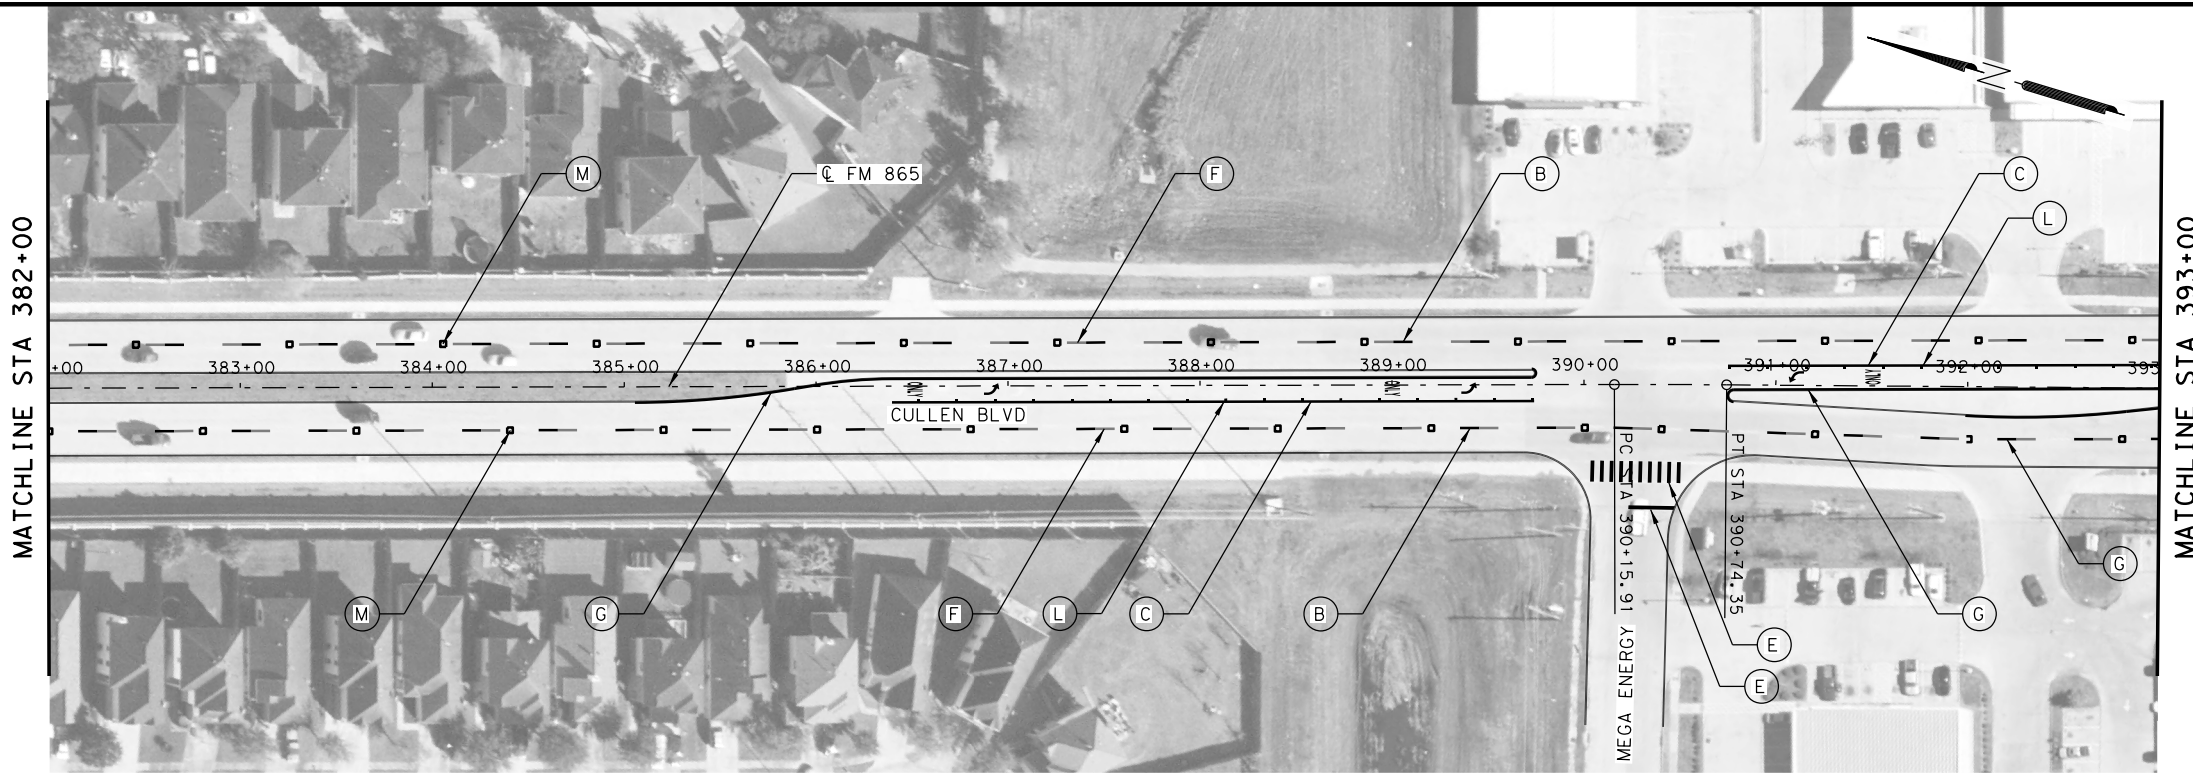 N
M
℄ FM 865
F
B
C
L
MATCHLINE STA 382+00
MATCHLINE STA 393+00
+00
383+00
384+00
385+00
386+00
387+00
388+00
389+00
390+00
391+00
392+00
393
ONLY
ONLY
ONLY
CULLEN BLVD
PC STA 390+15.91
PT STA 390+74.35
G
M
G
F
L
C
B
G
E
E
MEGA ENERGY